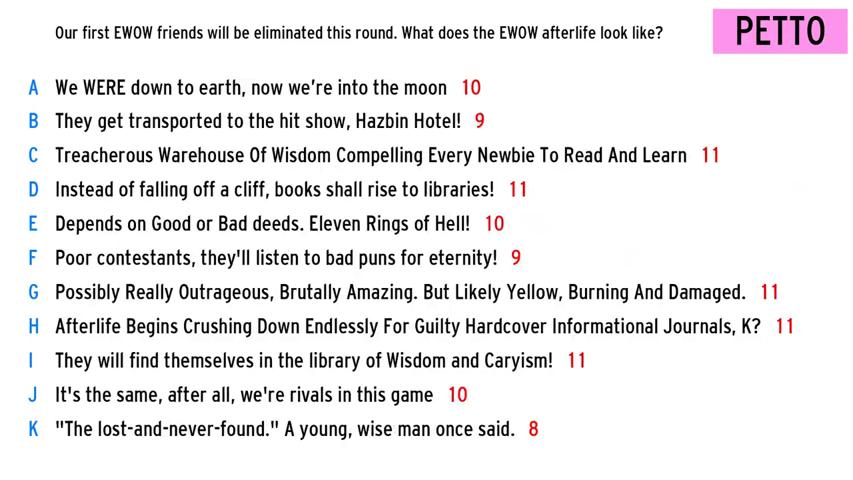 Our first EWOW friends will be eliminated this round. What does the EWOW afterlife look like?
PETTO
A We WERE down to earth, now we're into the moon 10
B They get transported to the hit show, Hazbin Hotel! 9
C Treacherous Warehouse Of Wisdom Compelling Every Newbie To Read And Learn 11
D Instead of falling off a cliff, books shall rise to libraries! 11
E Depends on Good or Bad deeds. Eleven Rings of Hell! 10
F Poor contestants, they'll listen to bad puns for eternity! 9
G Possibly Really Outrageous, Brutally Amazing. But Likely Yellow, Burning And Damaged. 11
H Afterlife Begins Crushing Down Endlessly For Guilty Hardcover Informational Journals, K? 11
I They will find themselves in the library of Wisdom and Caryism! 11
J It's the same, after all, we're rivals in this game 10
K "The lost-and-never-found." A young, wise man once said. 8